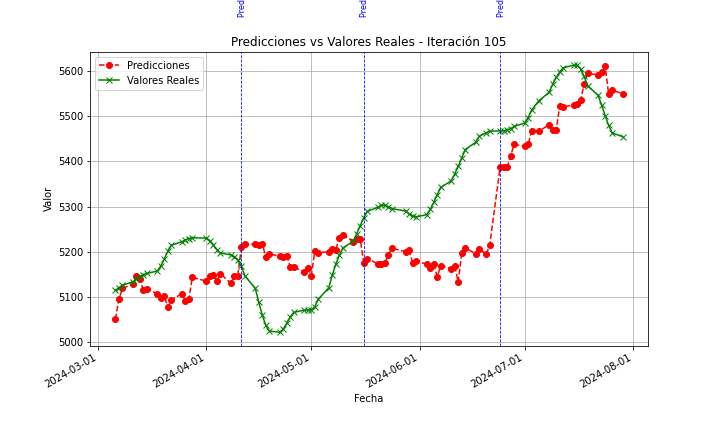 Pred
Pred
Pred
Predicciones vs Valores Reales - Iteración 105
Predicciones
Valores Reales
Valor
5600
5500
5400
5300
5200
5100
5000
2024-03-01
2024-04-01
2024-05-01
2024-06-01
2024-07-01
2024-08-01
Fecha